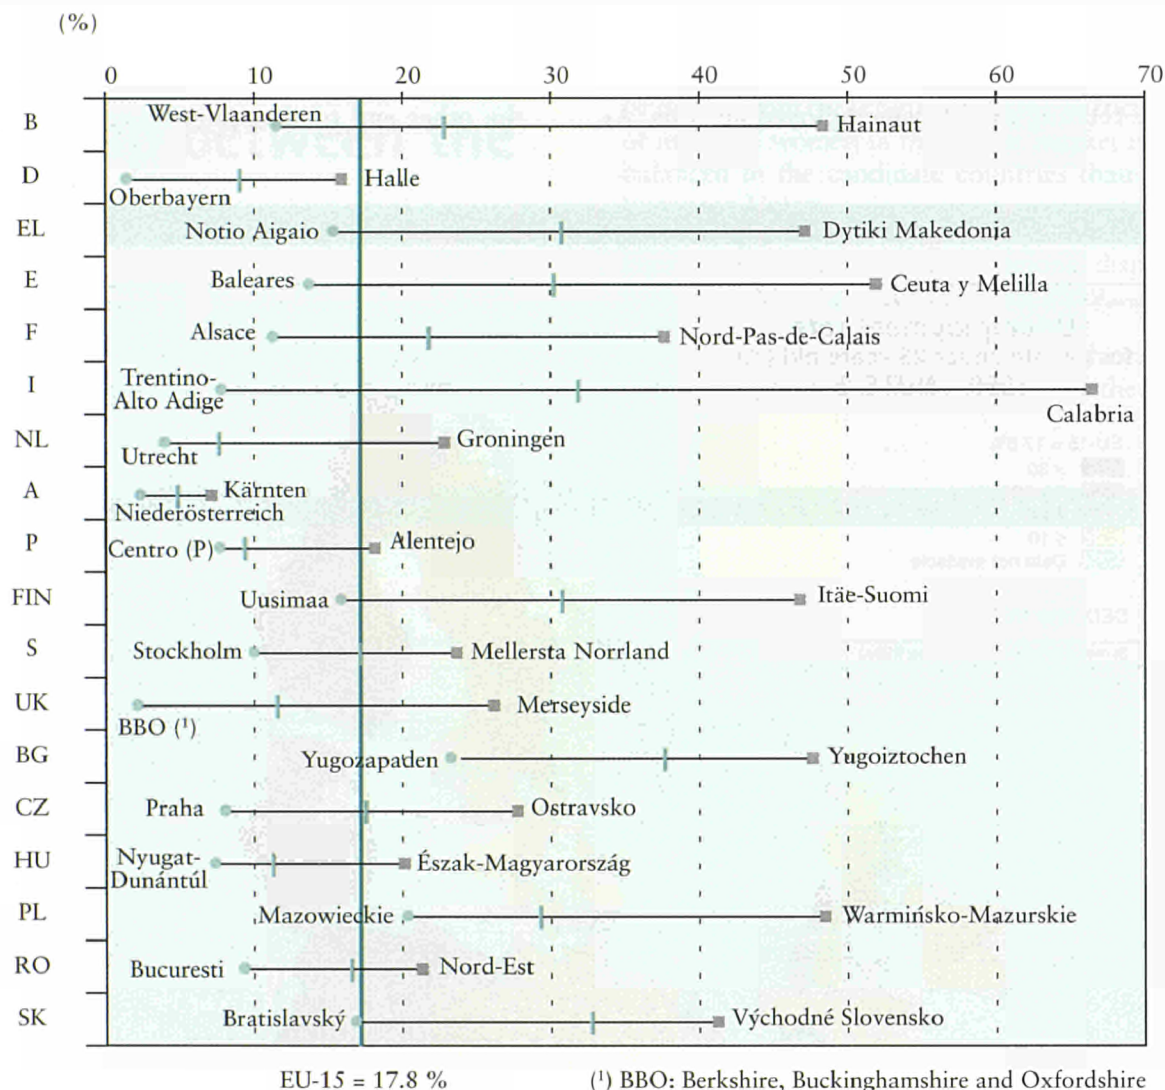 (%)
0 10 20 30 40 50 60 70
B West-Vlaanderen Hainaut
D Oberbayern Halle
EL Notio Aigaio Dytiki Makedonja
E Baleares Ceuta y Melilla
F Alsace Nord-Pas-de-Calais
I Trentino-
Alto Adige Calabria
NL Utrecht Groningen
A Niederösterreich Kärnten
P Centro (P) Alentejo
FIN Uusimaa Itäe-Suomi
S Stockholm Mellersta Norrland
UK BBO (¹) Merseyside
BG Yugozapaden Yugoiztochen
CZ Praha Ostravsko
HU Nyugat-
Dunántúl Észak-Magyarország
PL Mazowieckie Warmińsko-Mazurskie
RO Bucuresti Nord-Est
SK Bratislavský Východné Slovensko
EU-15 = 17.8 % (¹) BBO: Berkshire, Buckinghamshire and Oxfordshire